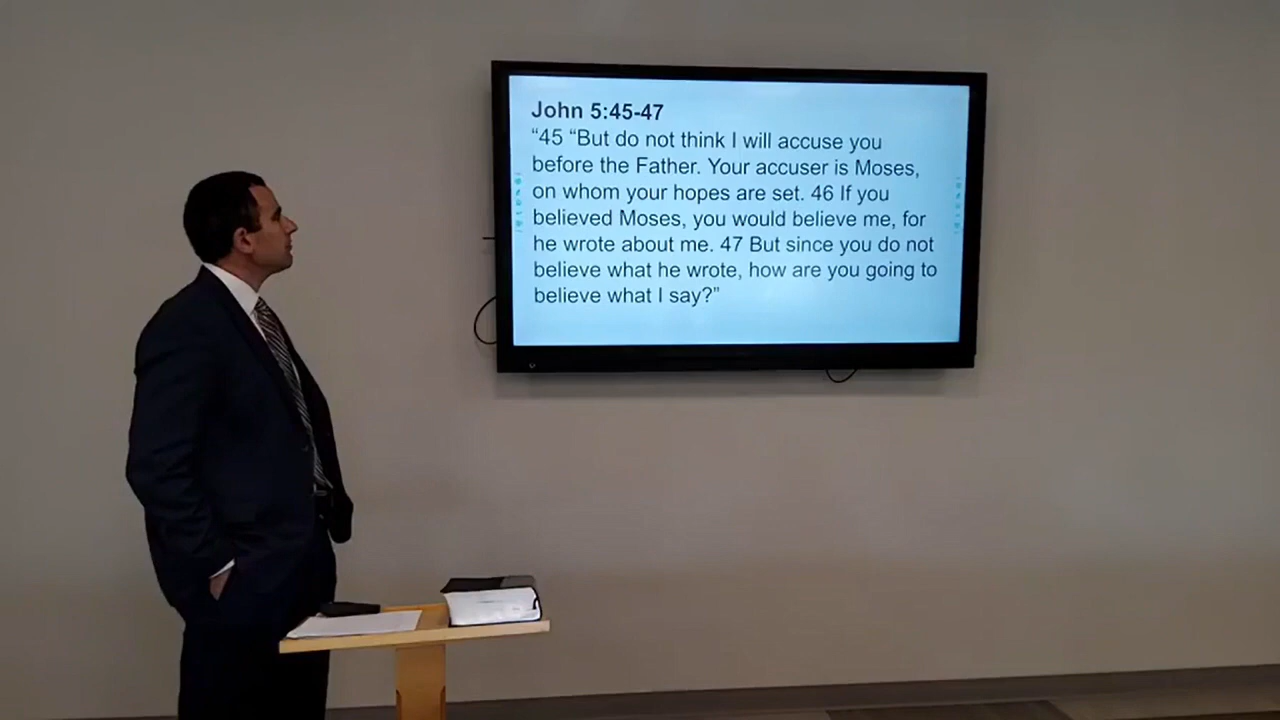 John 5:45-47
“45 “But do not think I will accuse you
before the Father. Your accuser is Moses,
on whom your hopes are set. 46 If you
believed Moses, you would believe me, for
he wrote about me. 47 But since you do not
believe what he wrote, how are you going to
believe what I say?”